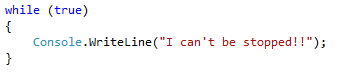 while (true)
{
    Console.WriteLine("I can't be stopped!!");
}